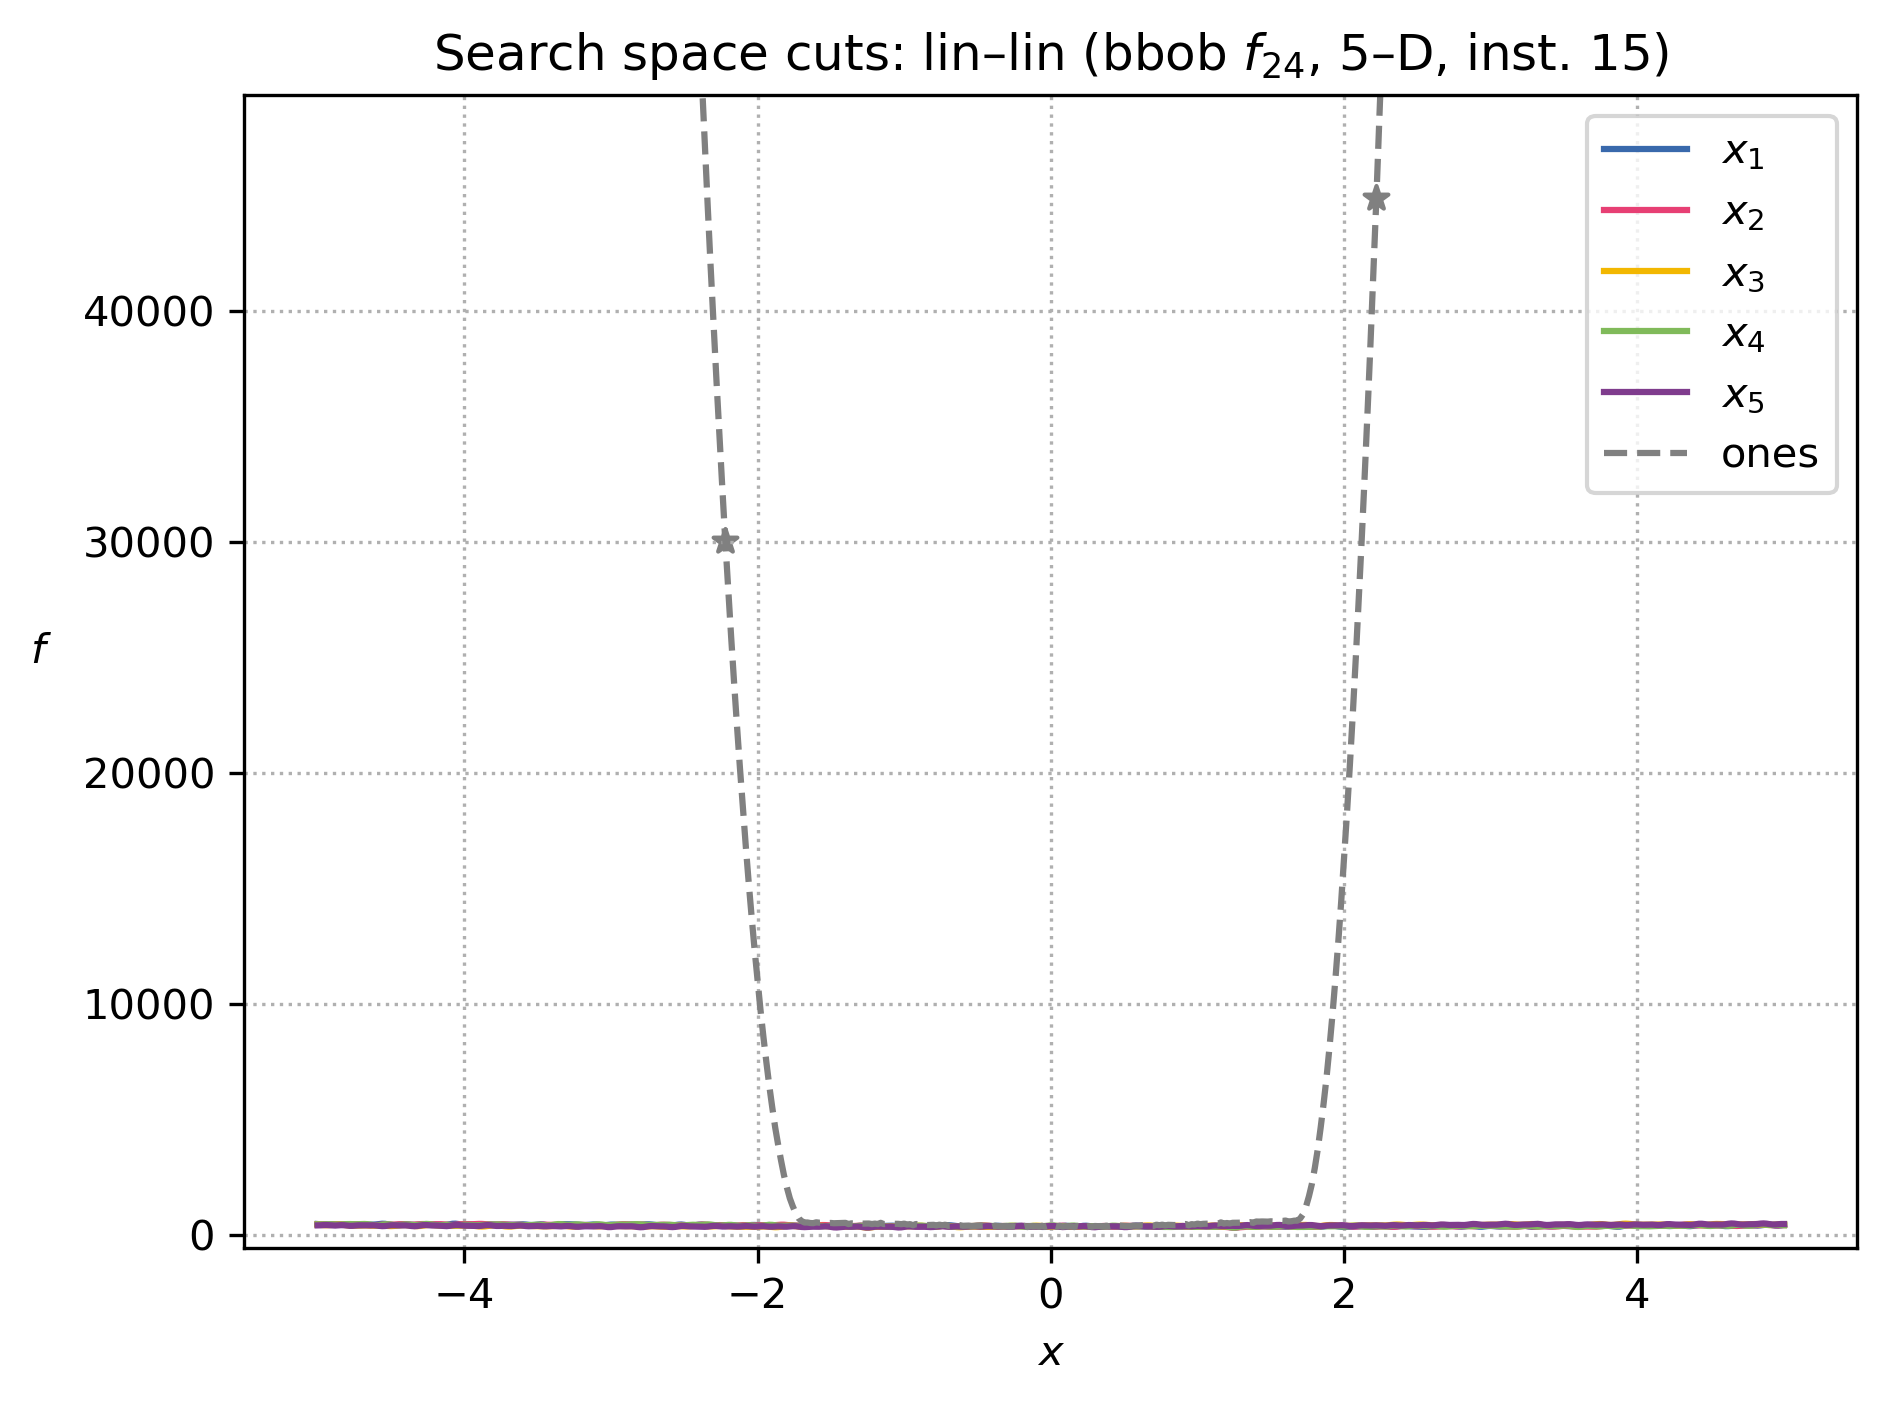 Search space cuts: lin–lin (bbob f24, 5–D, inst. 15)
x1
x2
x3
x4
x5
ones
40000
30000
20000
10000
0
f
−4 −2 0 2 4
x